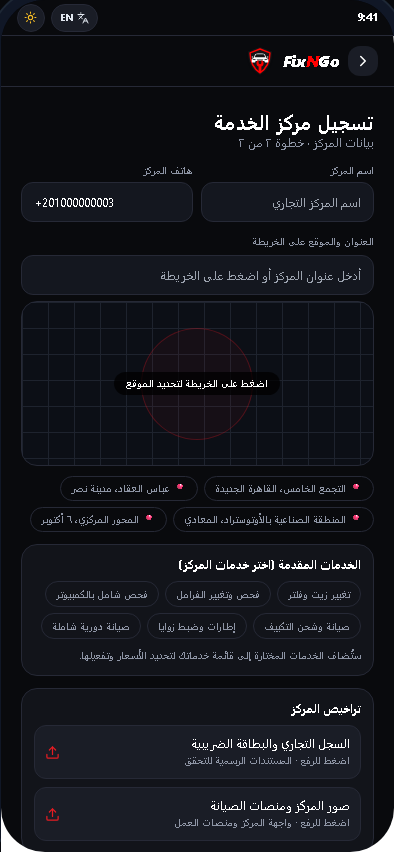 9:41
EN
FixNGo
تسجيل مركز الخدمة
بيانات المركز · خطوة ٢ من ٢
اسم المركز
هاتف المركز
اسم المركز التجاري
+201000000003
العنوان والموقع على الخريطة
أدخل عنوان المركز أو اضغط على الخريطة
اضغط على الخريطة لتحديد الموقع
التجمع الخامس، القاهرة الجديدة
عباس العقاد، مدينة نصر
المنطقة الصناعية بالأوتوستراد، المعادي
المحور المركزي، ٦ أكتوبر
الخدمات المقدمة (اختر خدمات المركز)
تغيير زيت وفلتر
فحص وتغيير الفرامل
فحص شامل بالكمبيوتر
صيانة وشحن التكييف
إطارات وضبط زوايا
صيانة دورية شاملة
ستُضاف الخدمات المختارة إلى قائمة خدماتك لتحديد الأسعار وتفعيلها.
تراخيص المركز
السجل التجاري والبطاقة الضريبية
اضغط للرفع · المستندات الرسمية للتحقق
صور المركز ومنصات الصيانة
اضغط للرفع · واجهة المركز ومنصات العمل